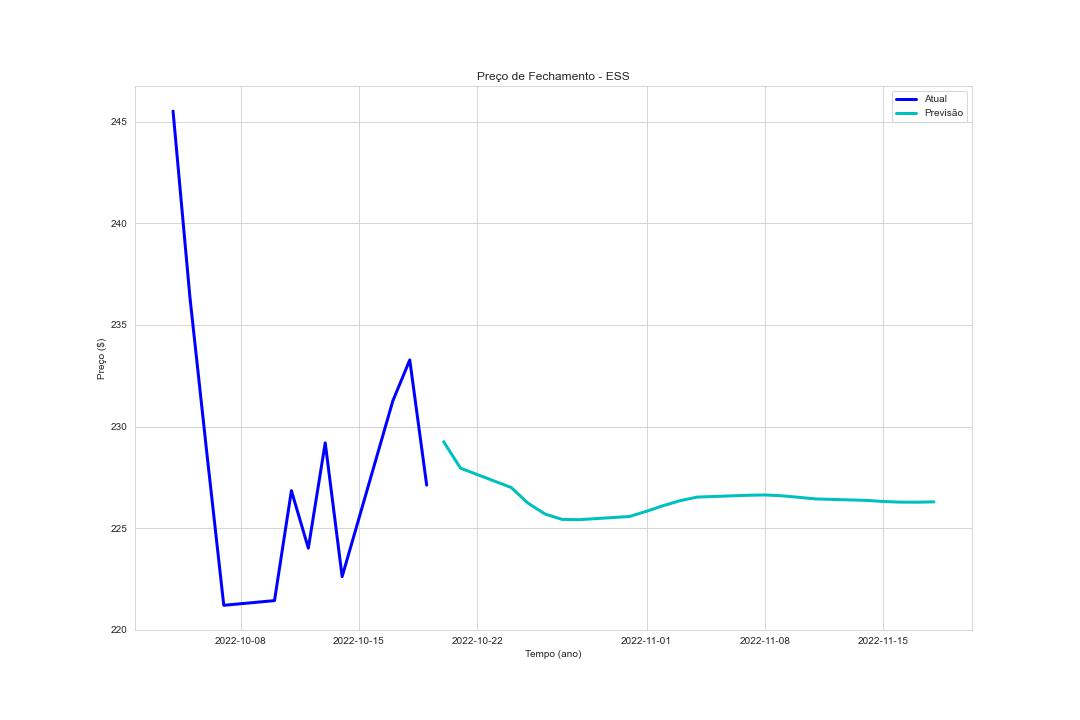 Preço de Fechamento - ESS
Atual
Previsão
245
240
235
230
225
220
Preço ($)
2022-10-08 2022-10-15 2022-10-22 2022-11-01 2022-11-08 2022-11-15
Tempo (ano)